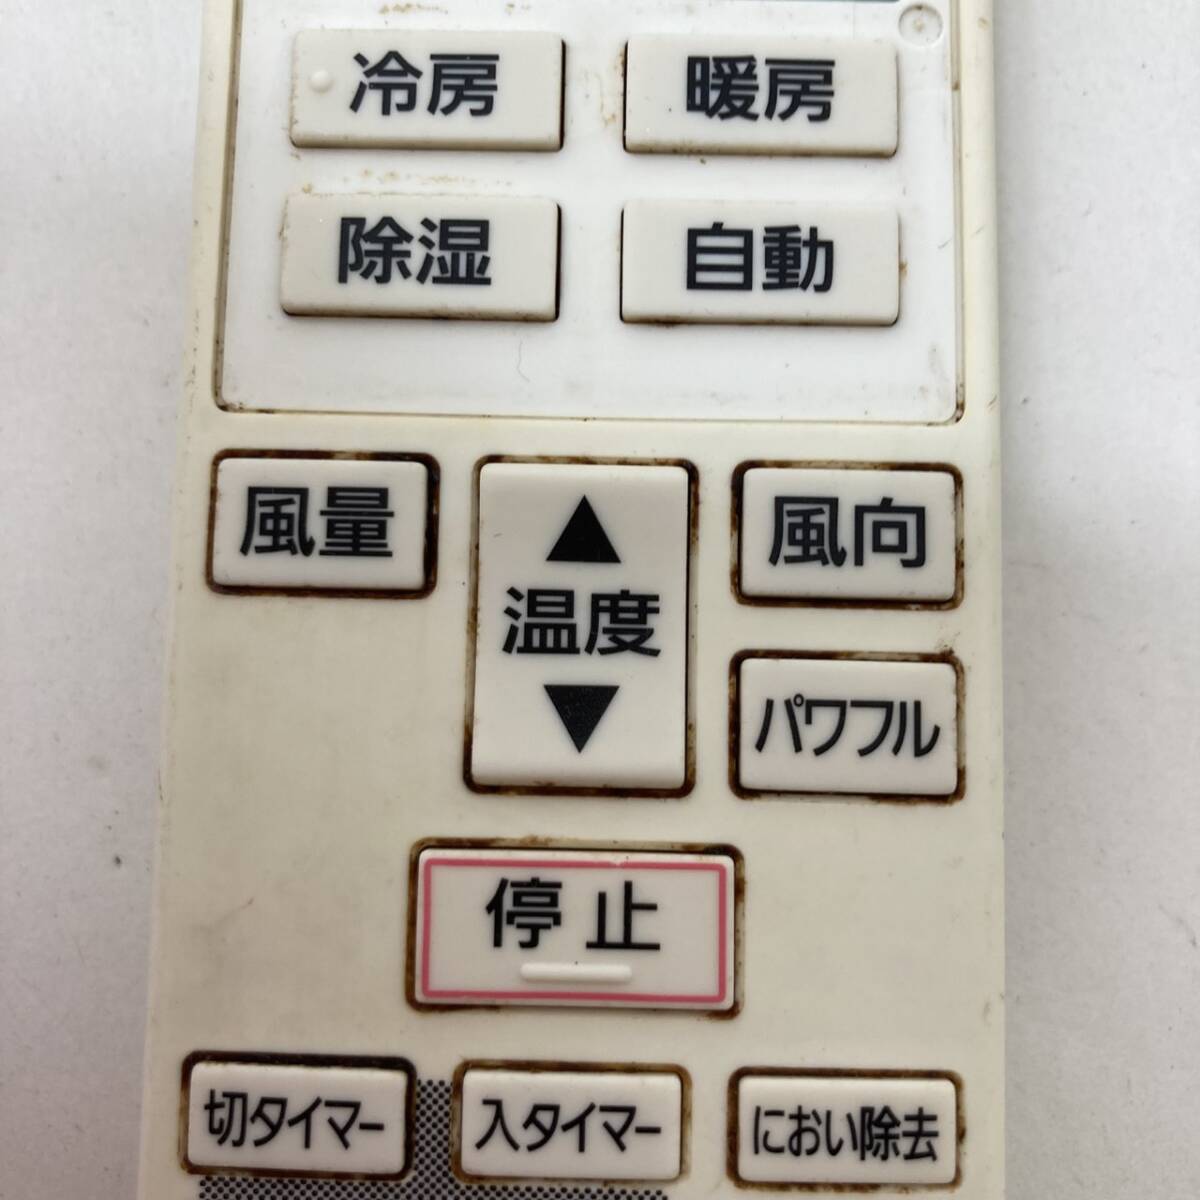 冷房
暖房
除湿
自動
風量
▲
温度
▼
風向
パワフル
停止
切タイマー
入タイマー
におい除去